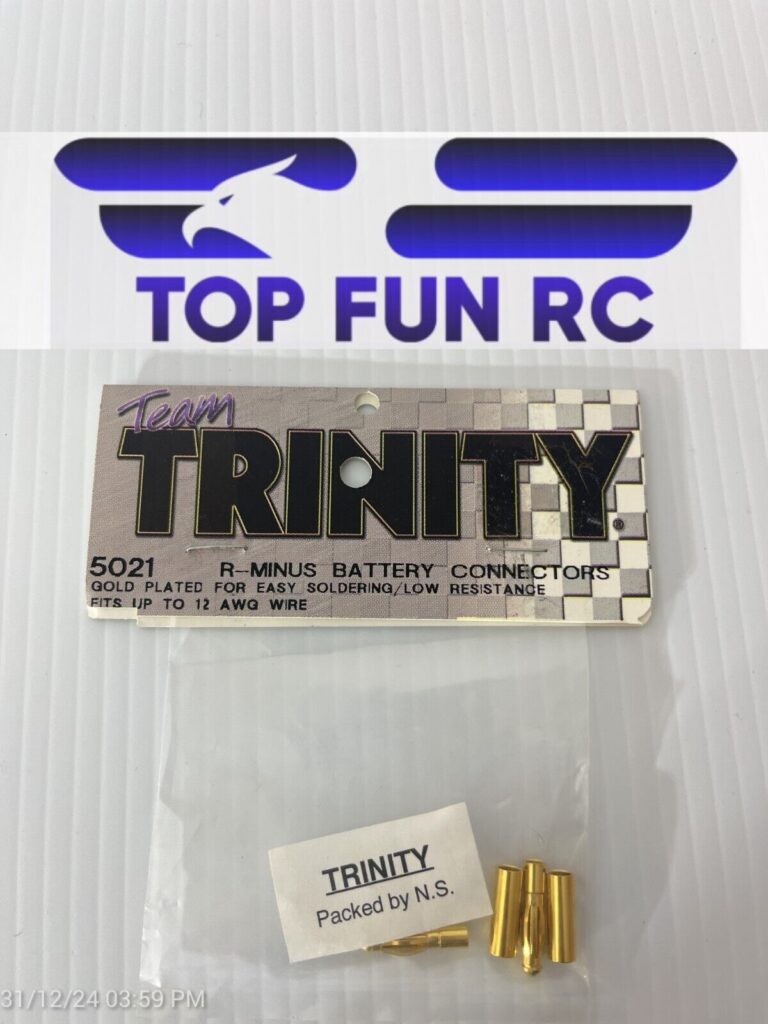 TOP FUN RC
Team
TRINITY®
5021 R-MINUS BATTERY CONNECTORS
GOLD PLATED FOR EASY SOLDERING/LOW RESISTANCE
FITS UP TO 12 AWG WIRE
TRINITY
Packed by N.S.
31/12/24 03:59 PM